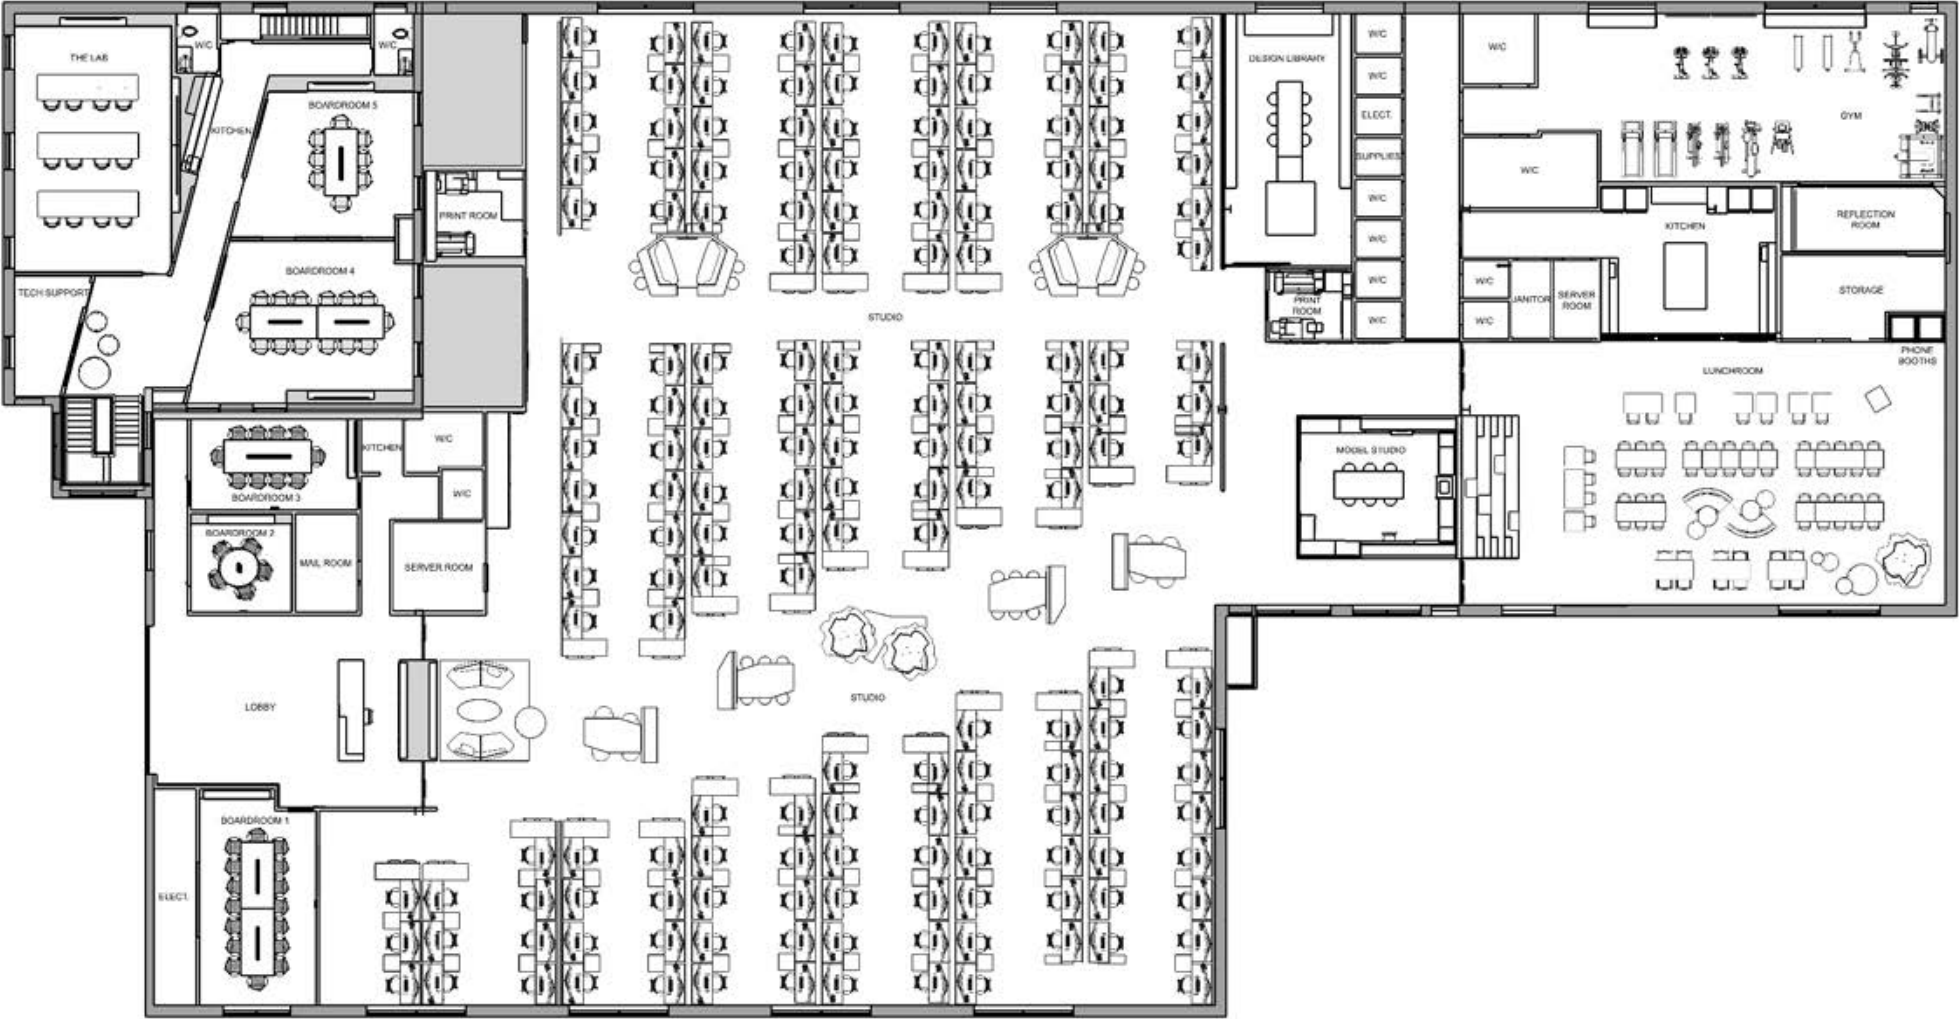 THE LAB
W/C
W/C
BOARDROOM 5
KITCHEN
PRINT ROOM
BOARDROOM 4
TECH SUPPORT
KITCHEN
W/C
W/C
BOARDROOM 3
BOARDROOM 2
MAIL ROOM
SERVER ROOM
LOBBY
BOARDROOM 1
ELECT.
STUDIO
STUDIO
DESIGN LIBRARY
W/C
W/C
ELECT.
SUPPLIES
W/C
W/C
W/C
W/C
PRINT
ROOM
MODEL STUDIO
W/C
W/C
GYM
KITCHEN
REFLECTION
ROOM
W/C
W/C
JANITOR
SERVER
ROOM
STORAGE
PHONE
BOOTHS
LUNCHROOM